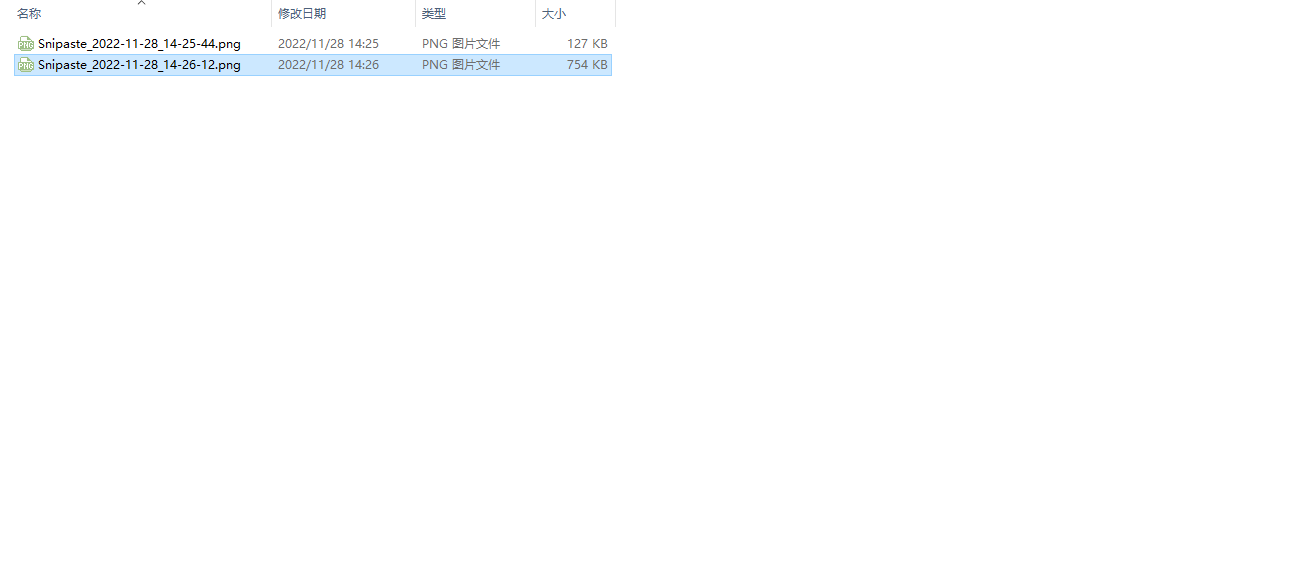 名称 修改日期 类型 大小
Snipaste_2022-11-28_14-25-44.png 2022/11/28 14:25 PNG 图片文件 127 KB
Snipaste_2022-11-28_14-26-12.png 2022/11/28 14:26 PNG 图片文件 754 KB